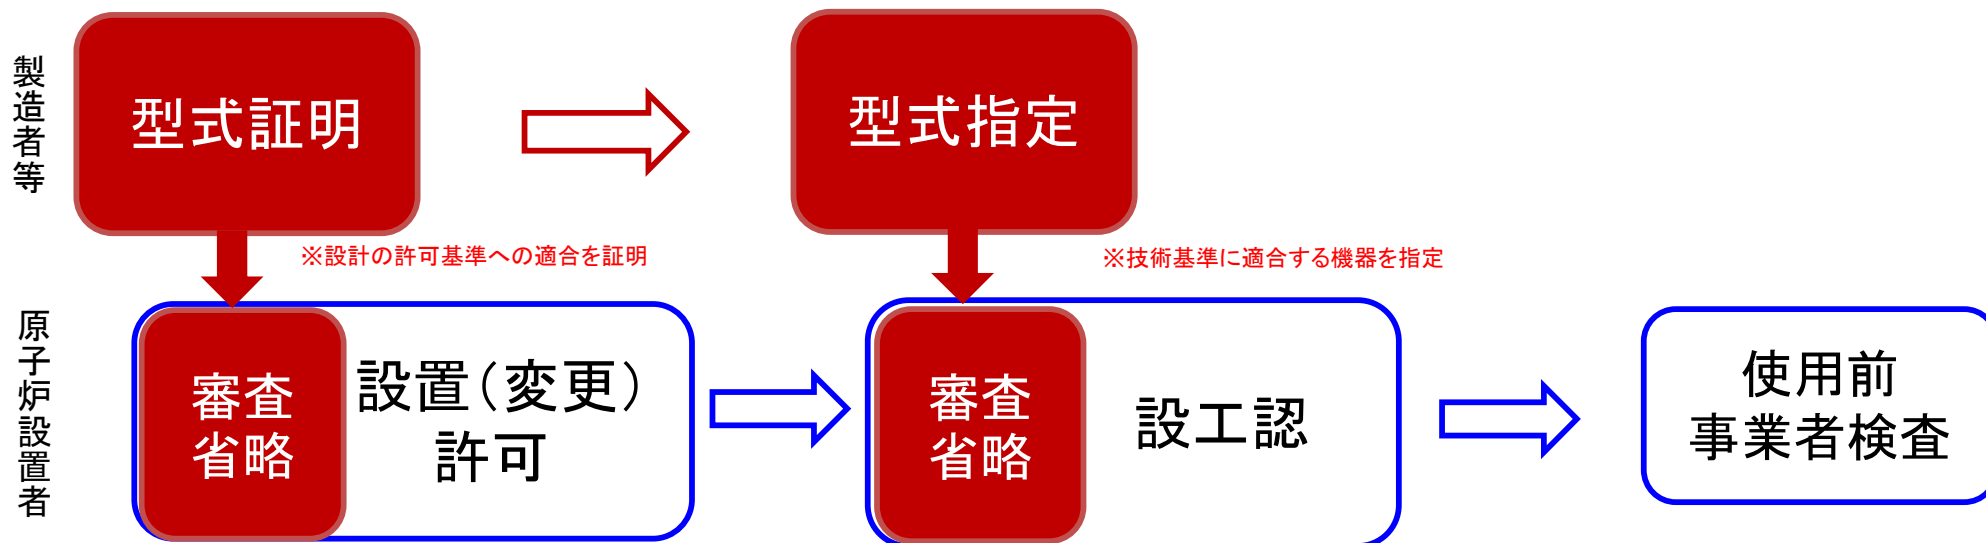 製造者等
型式証明
型式指定
※設計の許可基準への適合を証明
※技術基準に適合する機器を指定
原子炉設置者
審査
省略
設置（変更）
許可
審査
省略
設工認
使用前
事業者検査